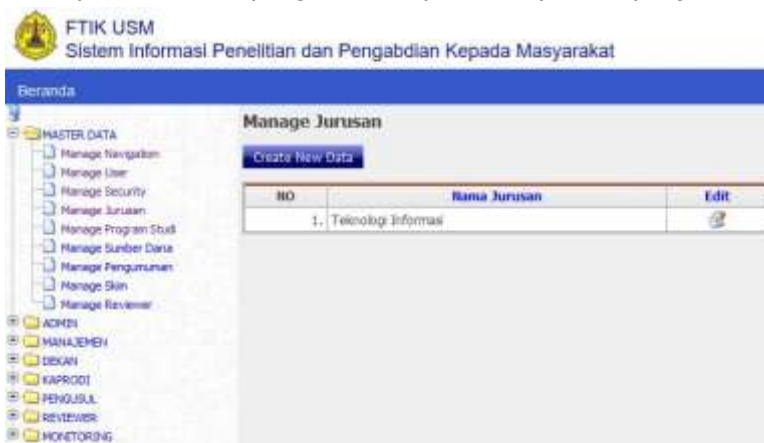 FTIK USM
Sistem Informasi Penelitian dan Pengabdian Kepada Masyarakat
Beranda
MASTER DATA
Manage Navigation
Manage User
Manage Security
Manage Jurusan
Manage Program Studi
Manage Sumber Dana
Manage Pengumuman
Manage Skin
Manage Reviewer
ADMIN
MANAJEMEN
DEKAN
KAPRODI
PENGUSUL
REVIEWER
MONITORING
Manage Jurusan
Create New Data
NO Nama Jurusan Edit
1. Teknologi Informasi